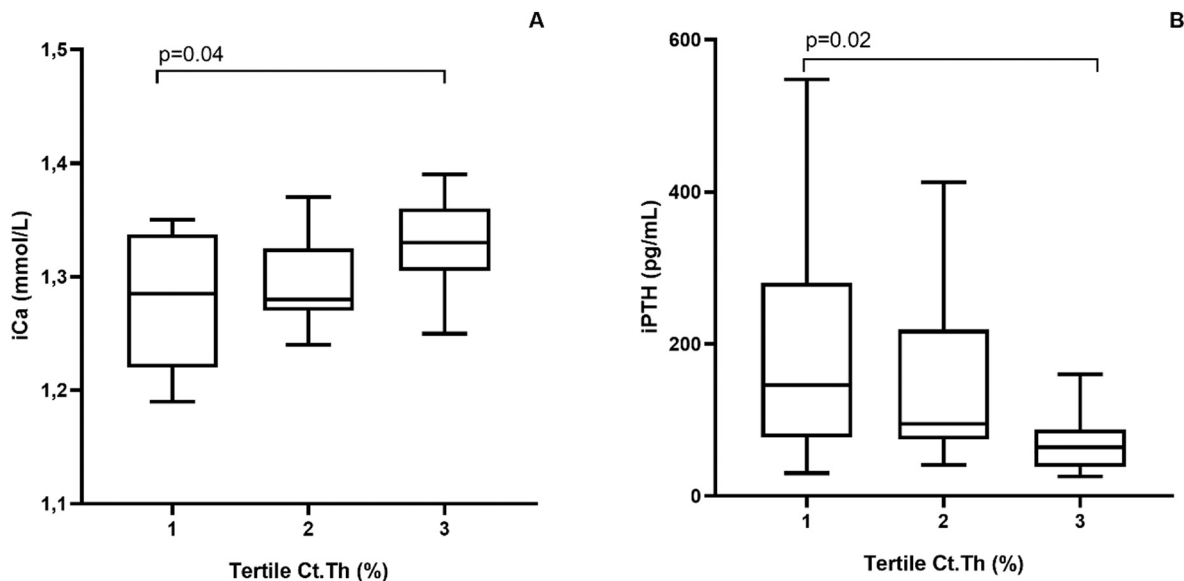 A
p=0.04
1,5
1,4
1,3
1,2
1,1
iCa (mmol/L)
1 2 3
Tertile Ct.Th (%)
B
p=0.02
600
400
200
0
iPTH (pg/mL)
1 2 3
Tertile Ct.Th (%)